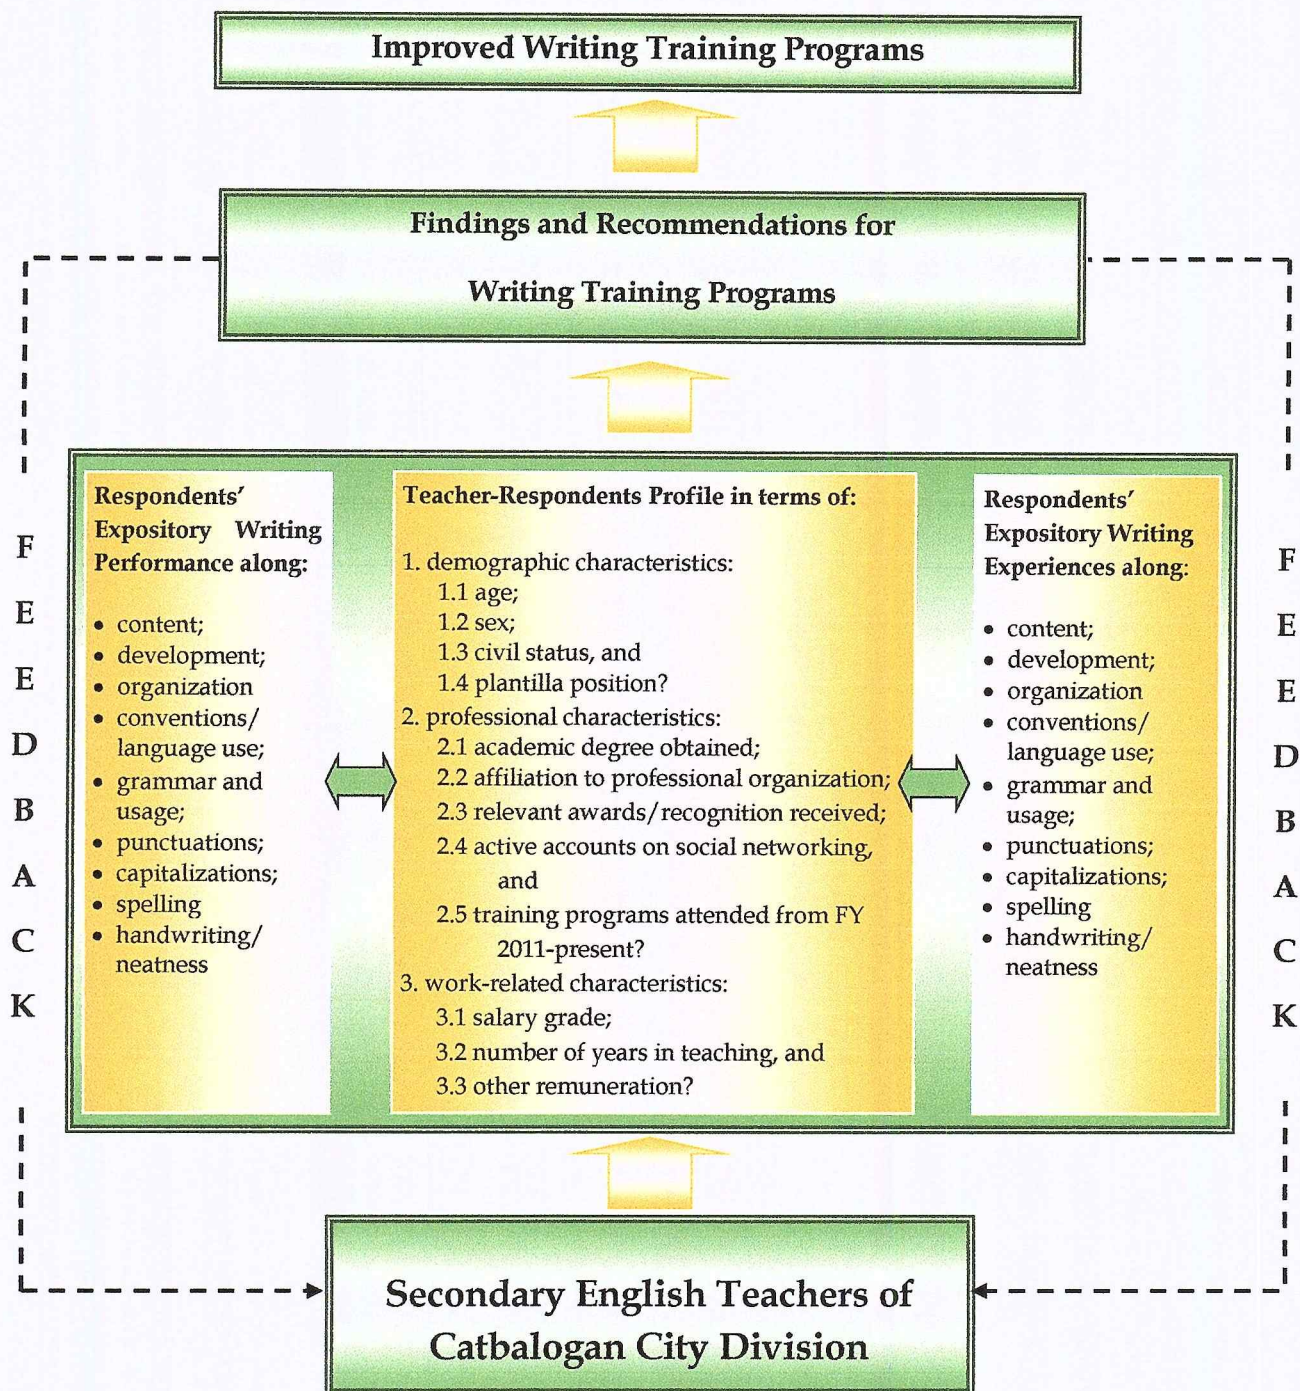 Improved Writing Training Programs
Findings and Recommendations for
Writing Training Programs
F
E
E
D
B
A
C
K
Respondents'
Expository Writing
Performance along:
• content;
• development;
• organization
• conventions/
language use;
• grammar and
usage;
• punctuations;
• capitalizations;
• spelling
• handwriting/
neatness
Teacher-Respondents Profile in terms of:
1. demographic characteristics:
1.1 age;
1.2 sex;
1.3 civil status, and
1.4 plantilla position?
2. professional characteristics:
2.1 academic degree obtained;
2.2 affiliation to professional organization;
2.3 relevant awards/recognition received;
2.4 active accounts on social networking,
and
2.5 training programs attended from FY
2011-present?
3. work-related characteristics:
3.1 salary grade;
3.2 number of years in teaching, and
3.3 other remuneration?
Respondents'
Expository Writing
Experiences along:
• content;
• development;
• organization
• conventions/
language use;
• grammar and
usage;
• punctuations;
• capitalizations;
• spelling
• handwriting/
neatness
F
E
E
D
B
A
C
K
Secondary English Teachers of
Catbalogan City Division